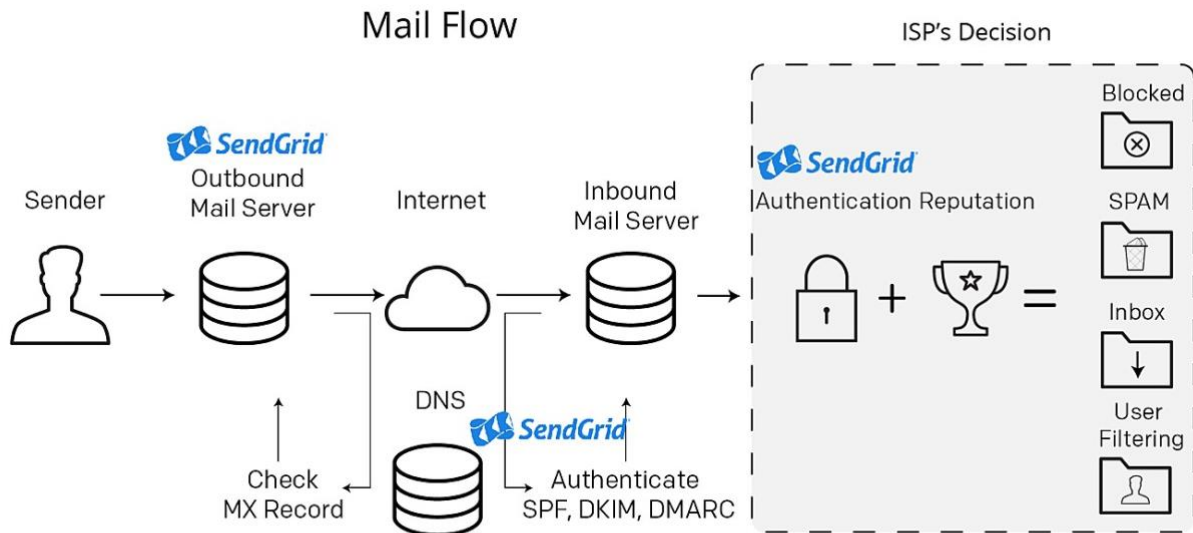 Mail Flow
ISP's Decision
SendGrid
Sender
Outbound
Mail Server
Internet
Inbound
Mail Server
SendGrid
Authentication Reputation
Blocked
SPAM
Inbox
User
Filtering
DNS
SendGrid
Check
MX Record
Authenticate
SPF, DKIM, DMARC